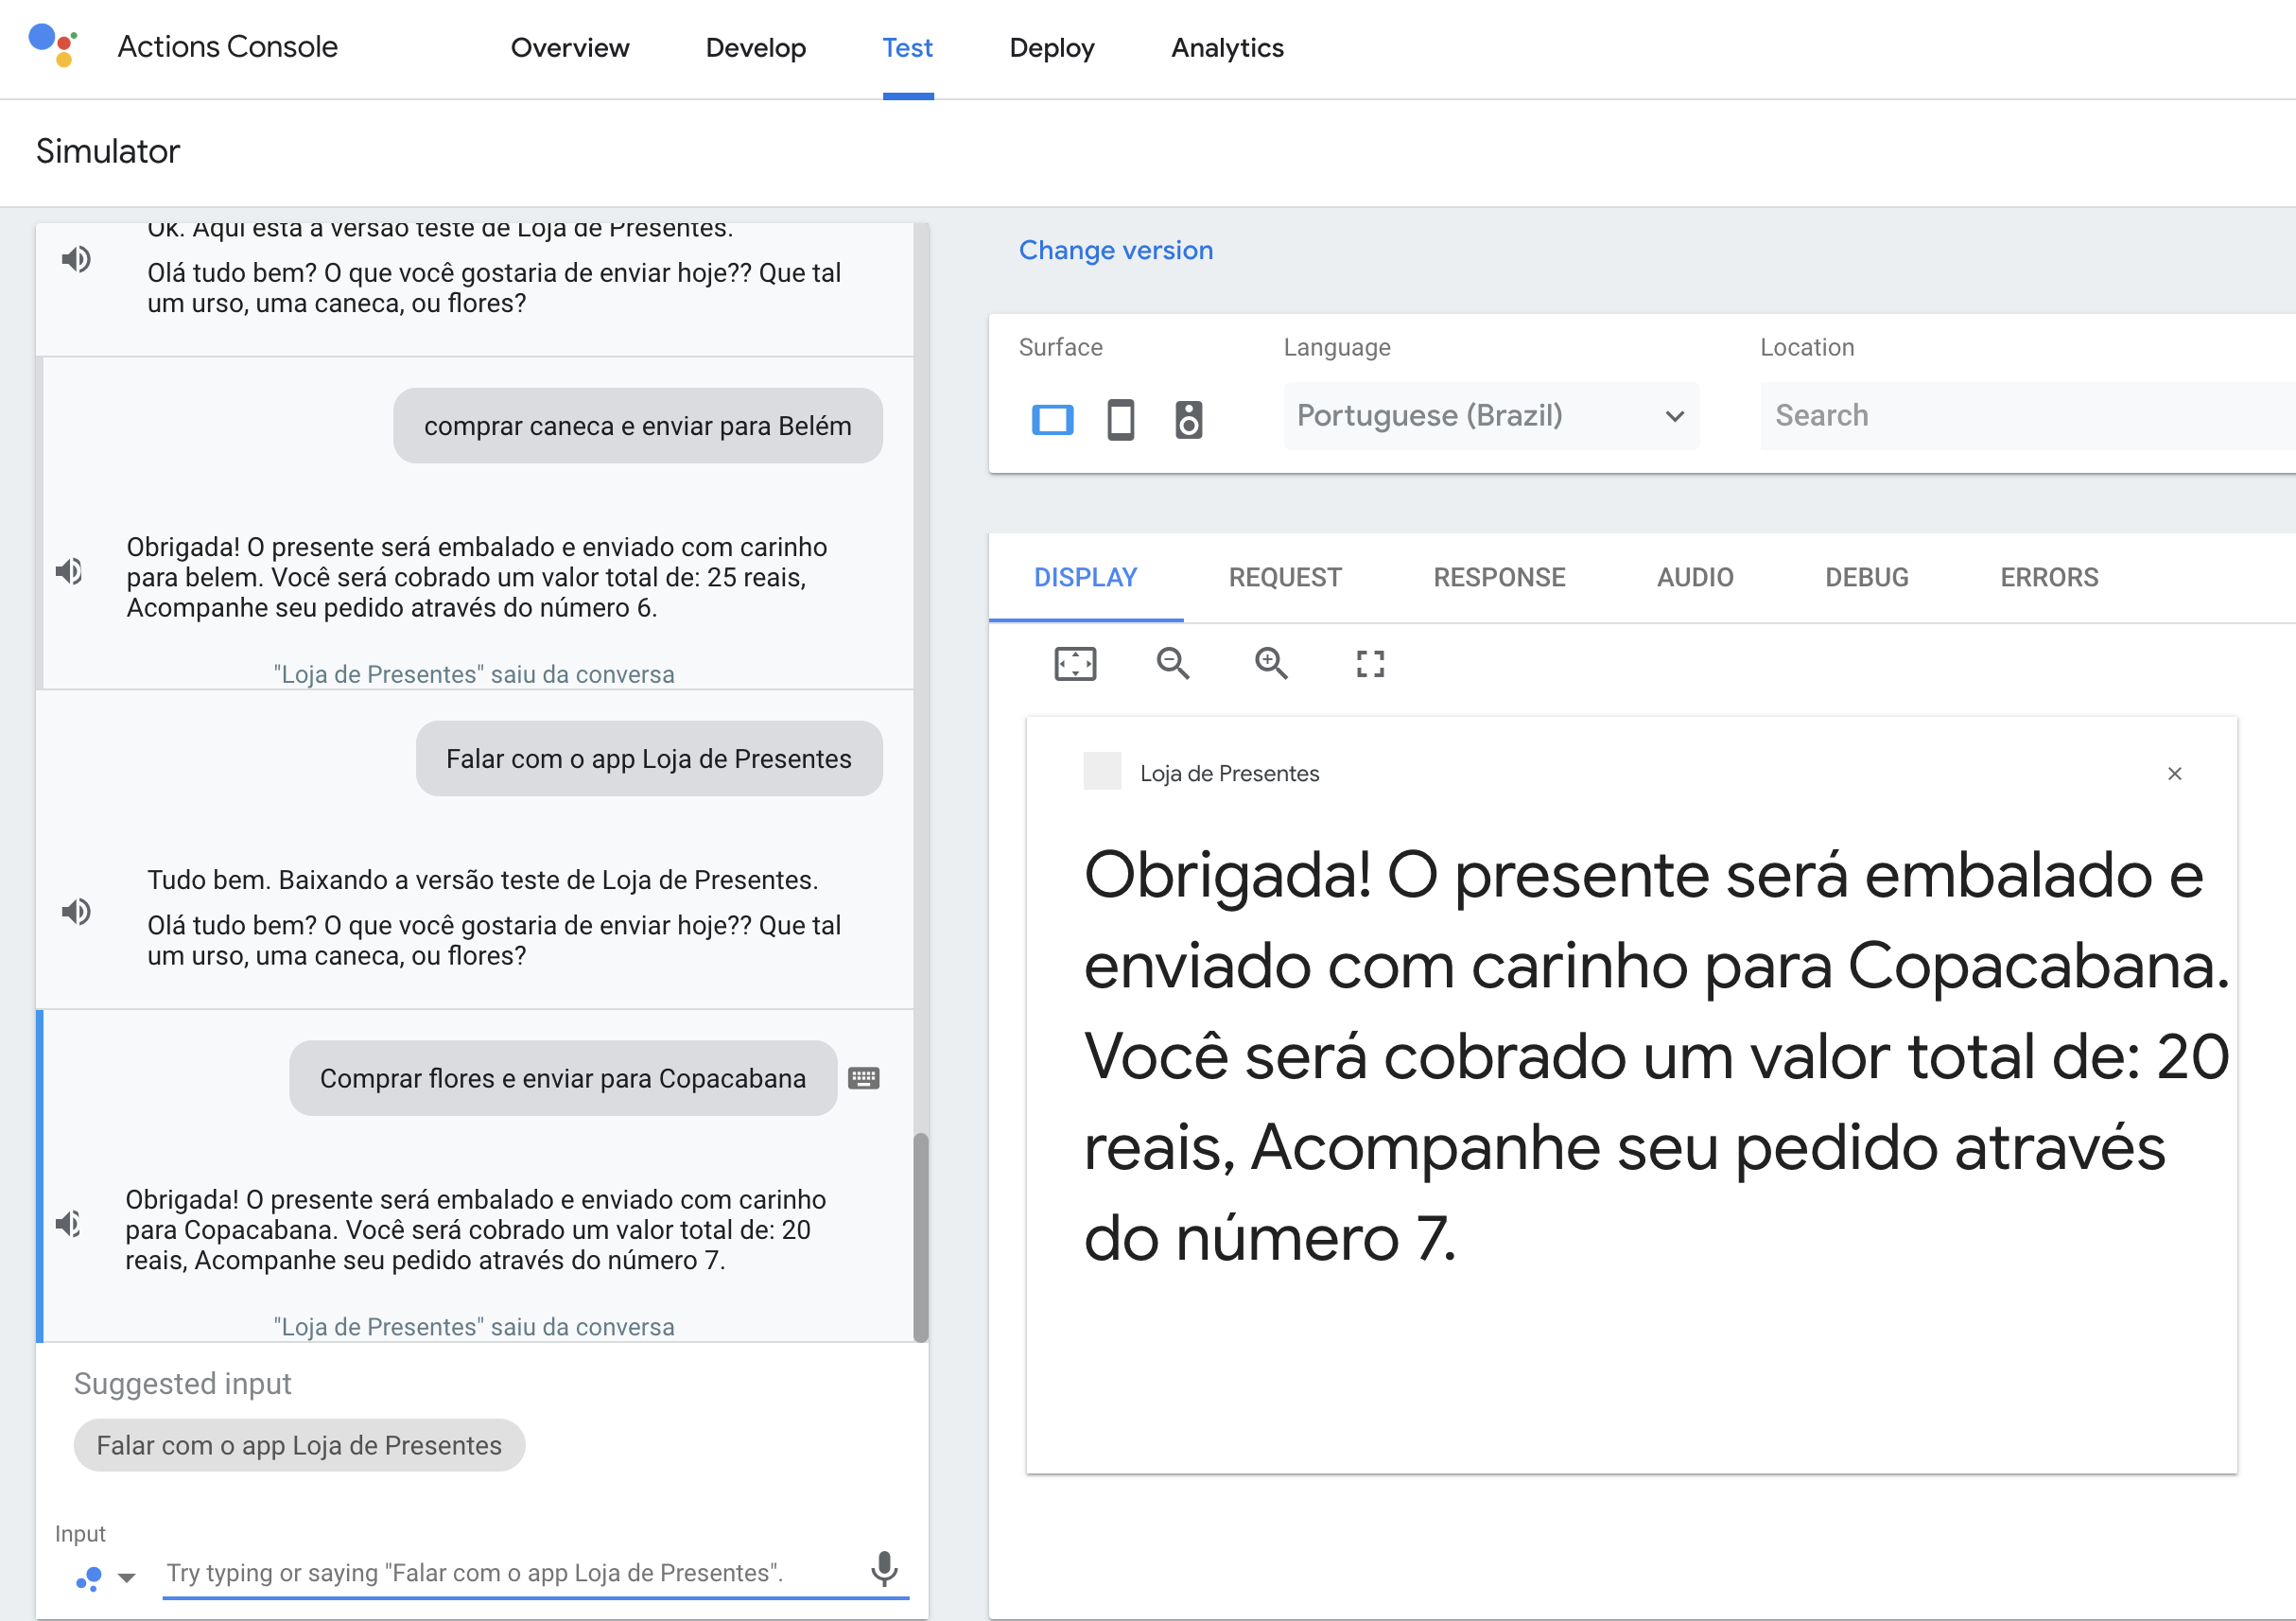 Actions Console
Overview
Develop
Test
Deploy
Analytics
Simulator
Ok. Aqui está a versão teste de Loja de Presentes.
Olá tudo bem? O que você gostaria de enviar hoje?? Que tal
um urso, uma caneca, ou flores?
comprar caneca e enviar para Belém
Obrigada! O presente será embalado e enviado com carinho
para belem. Você será cobrado um valor total de: 25 reais,
Acompanhe seu pedido através do número 6.
"Loja de Presentes" saiu da conversa
Falar com o app Loja de Presentes
Tudo bem. Baixando a versão teste de Loja de Presentes.
Olá tudo bem? O que você gostaria de enviar hoje?? Que tal
um urso, uma caneca, ou flores?
Comprar flores e enviar para Copacabana
Obrigada! O presente será embalado e enviado com carinho
para Copacabana. Você será cobrado um valor total de: 20
reais, Acompanhe seu pedido através do número 7.
"Loja de Presentes" saiu da conversa
Suggested input
Falar com o app Loja de Presentes
Input
Try typing or saying "Falar com o app Loja de Presentes".
Change version
Surface
Language
Location
Portuguese (Brazil)
Search
DISPLAY
REQUEST
RESPONSE
AUDIO
DEBUG
ERRORS
Loja de Presentes
Obrigada! O presente será embalado e
enviado com carinho para Copacabana.
Você será cobrado um valor total de: 20
reais, Acompanhe seu pedido através
do número 7.